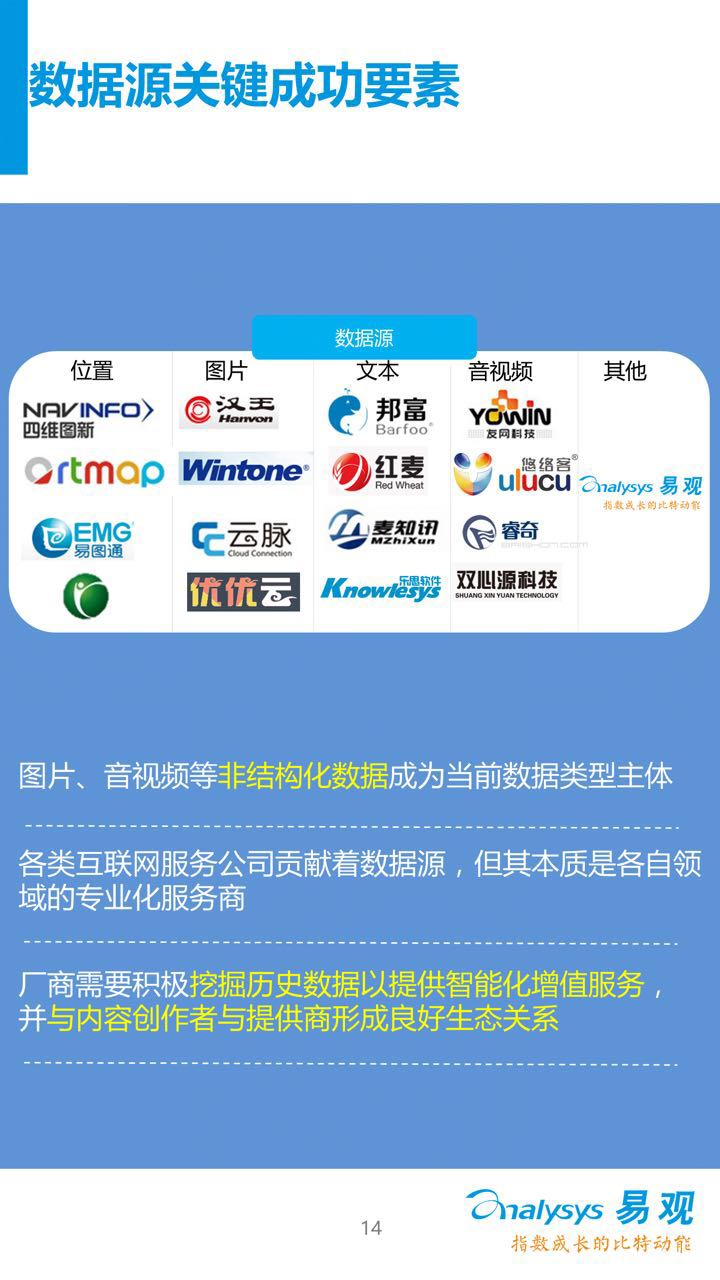 数据源关键成功要素
数据源
位置
图片
文本
音视频
其他
NAVINFO
四维图新
汉王
Hanvon
邦富
Barfoo®
YOWIN
友网科技
artmap
Wintone®
红麦
Red Wheat
悠络客®
ulucu
analysys 易观
指数成长的比特动能
EMG
易图通
云脉
Cloud Connection
麦知讯
MZhiXun
睿奇
优优云
乐思软件
Knowlesys
双心源科技
SHUANG XIN YUAN TECHNOLOGY
图片、音视频等非结构化数据成为当前数据类型主体
各类互联网服务公司贡献着数据源，但其本质是各自领
域的专业化服务商
厂商需要积极挖掘历史数据以提供智能化增值服务，
并与内容创作者与提供商形成良好生态关系
14
analysys 易观
指数成长的比特动能